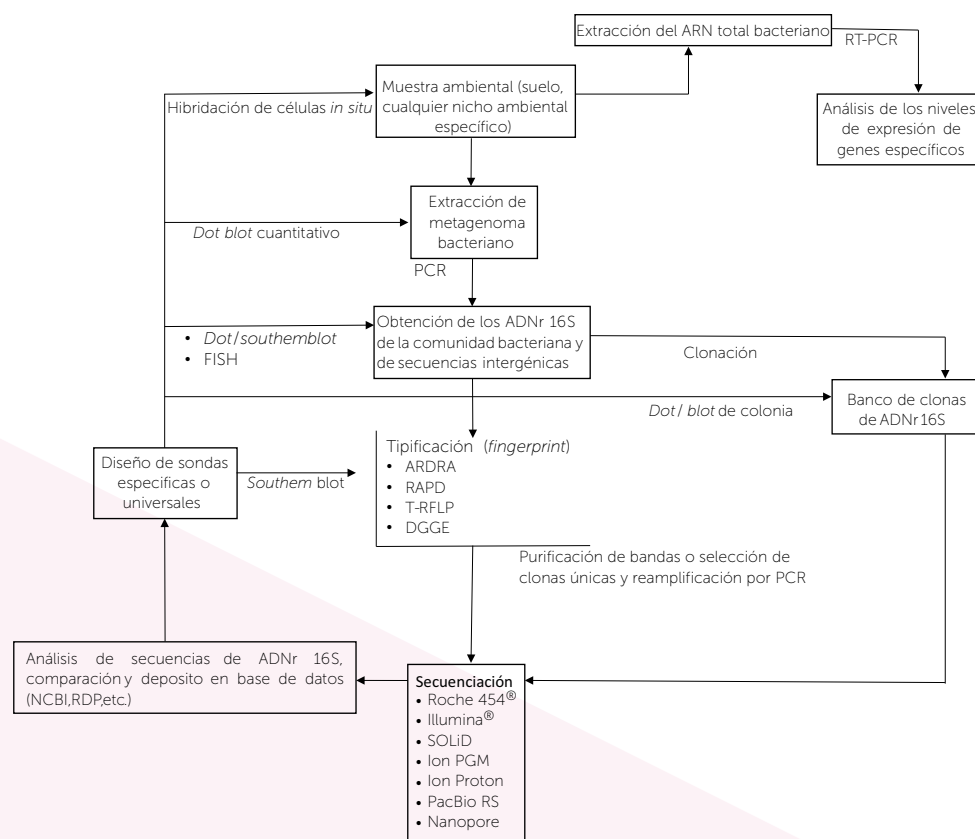 Extracción del ARN total bacteriano
RT-PCR
Muestra ambiental (suelo,
cualquier nicho ambiental
específico)
Hibridación de células in situ
Análisis de los niveles
de expresión de
genes específicos
Extracción de
metagenoma
bacteriano
Dot blot cuantitativo
PCR
Obtención de los ADNr 16S
de la comunidad bacteriana y
de secuencias intergénicas
• Dot/southemblot
• FISH
Clonación
Dot/ blot de colonia
Banco de clonas
de ADNr 16S
Tipificación (fingerprint)
• ARDRA
• RAPD
• T-RFLP
• DGGE
Diseño de sondas
especificas o
universales
Southem blot
Purificación de bandas o selección de
clonas únicas y reamplificación por PCR
Análisis de secuencias de ADNr 16S,
comparación y deposito en base de datos
(NCBI,RDP,etc.)
Secuenciación
• Roche 454®
• Illumina®
• SOLiD
• Ion PGM
• Ion Proton
• PacBio RS
• Nanopore